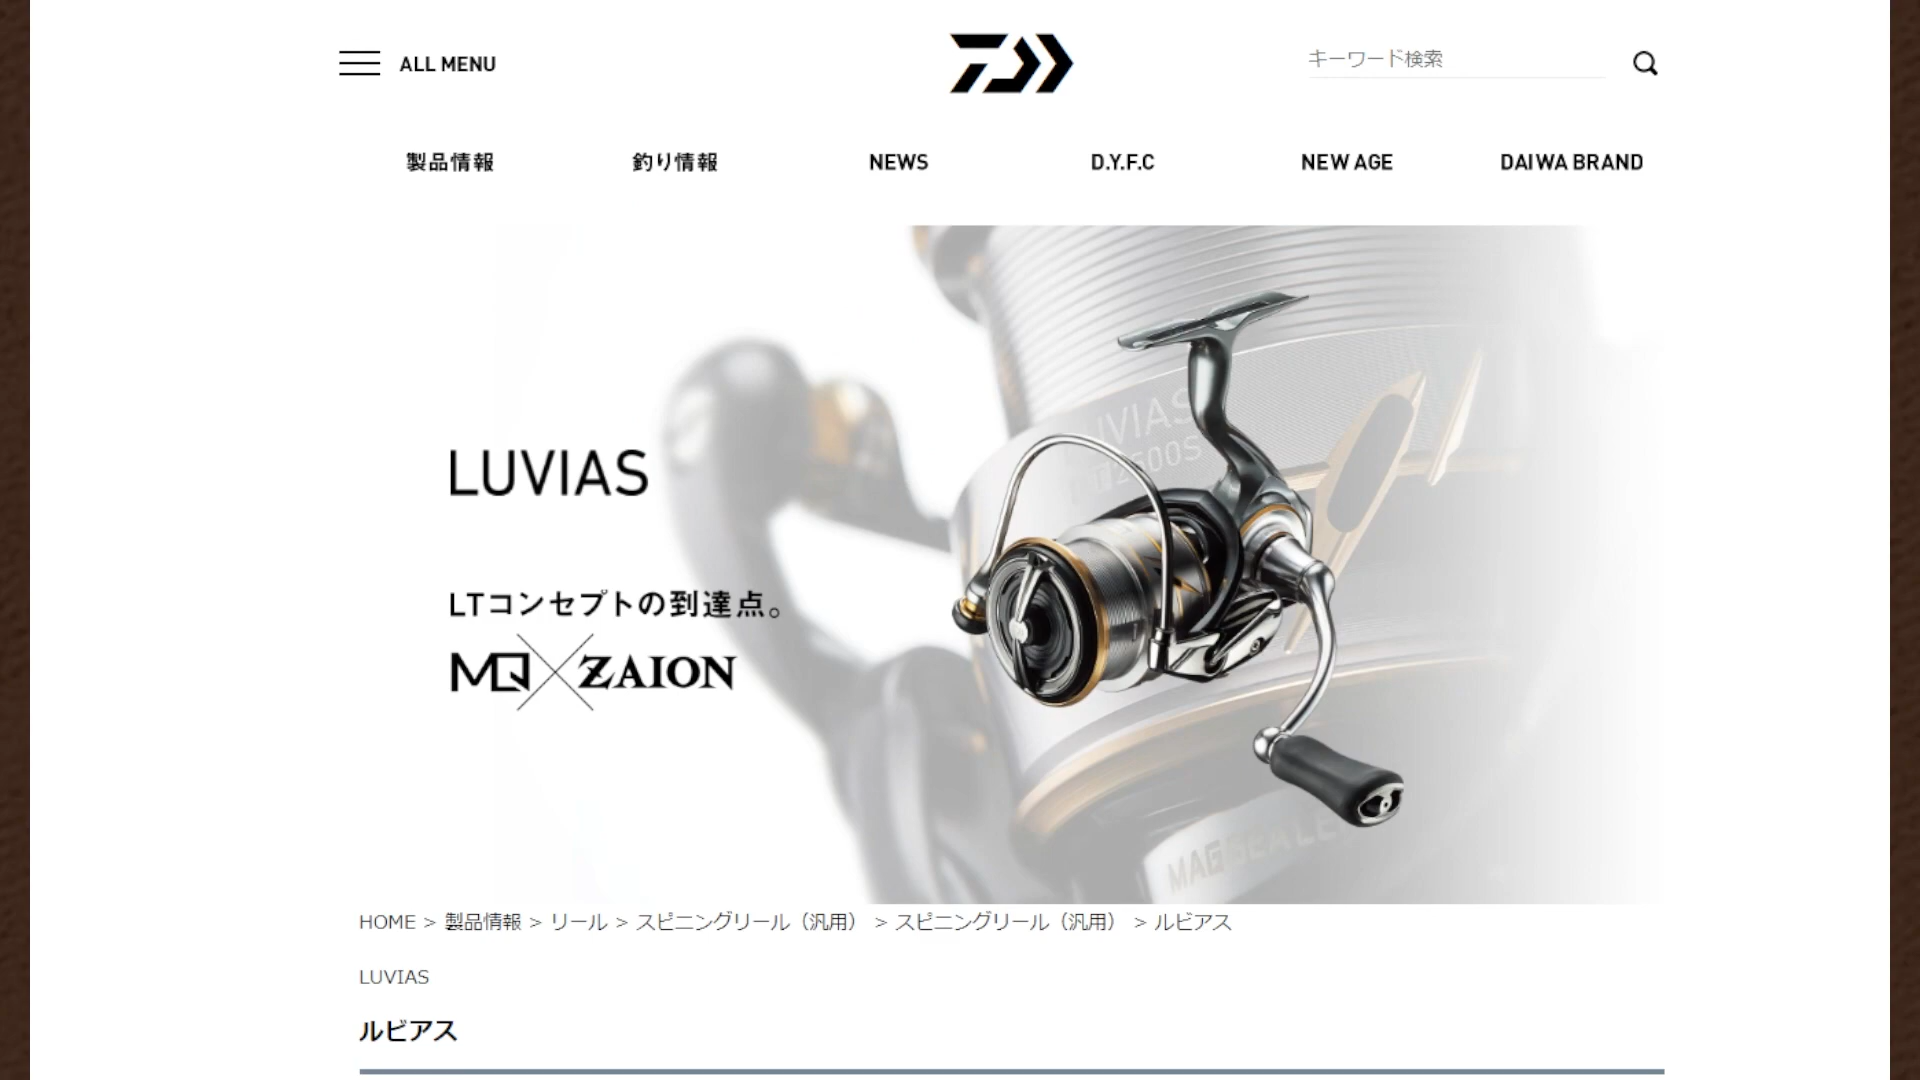 ALL MENU
キーワード検索
製品情報 釣り情報 NEWS D.Y.F.C NEW AGE DAIWA BRAND
LUVIAS
LTコンセプトの到達点。
MQ×ZAION
LUVIAS
LT2500S
MAGSEALED
HOME > 製品情報 > リール > スピニングリール（汎用） > スピニングリール（汎用） > ルビアス
LUVIAS
ルビアス